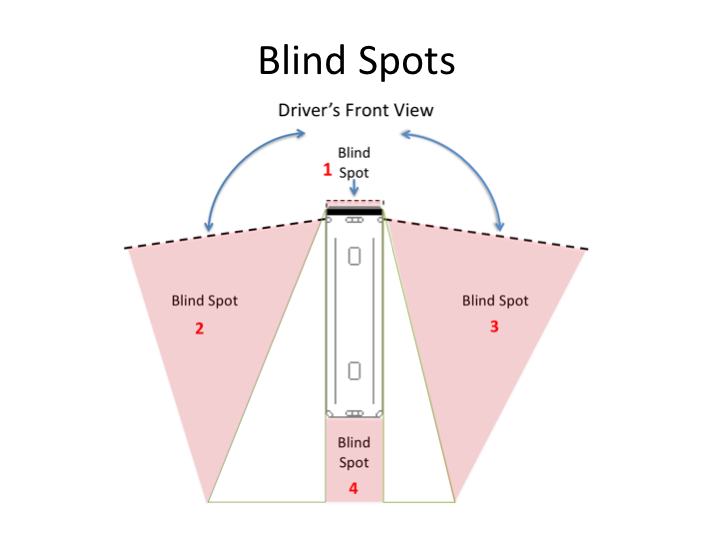 Blind Spots
Driver's Front View
Blind
1 Spot
Blind Spot
2
Blind Spot
3
Blind
Spot
4